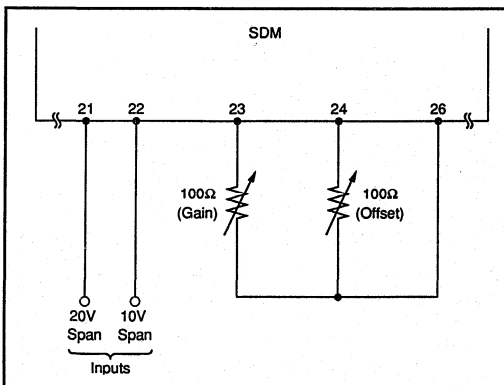 SDM
21 22 23 24 26
100Ω
(Gain)
100Ω
(Offset)
20V
Span
10V
Span
Inputs